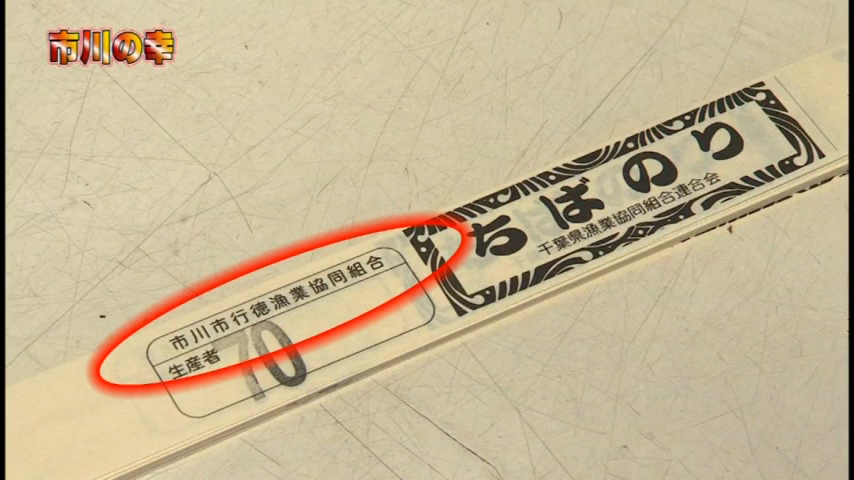 市川の幸
ちばのり
千葉県漁業協同組合連合会
市川市行徳漁業協同組合
生産者
70